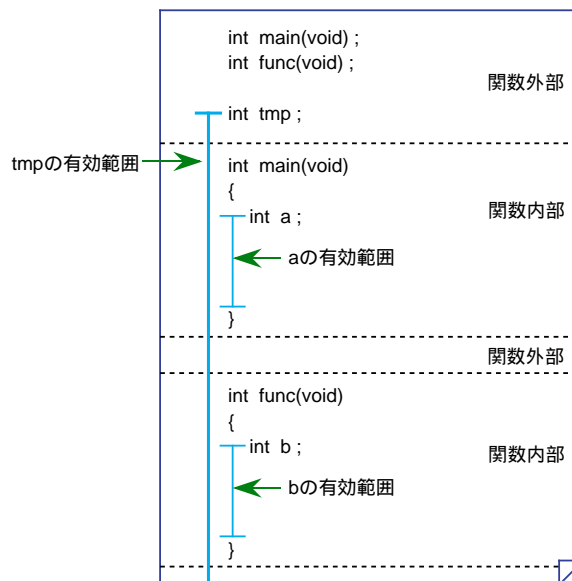 int main(void) ;
int func(void) ;
関数外部
int tmp ;
tmpの有効範囲
int main(void)
{
関数内部
int a ;
aの有効範囲
}
関数外部
int func(void)
{
int b ;
関数内部
bの有効範囲
}